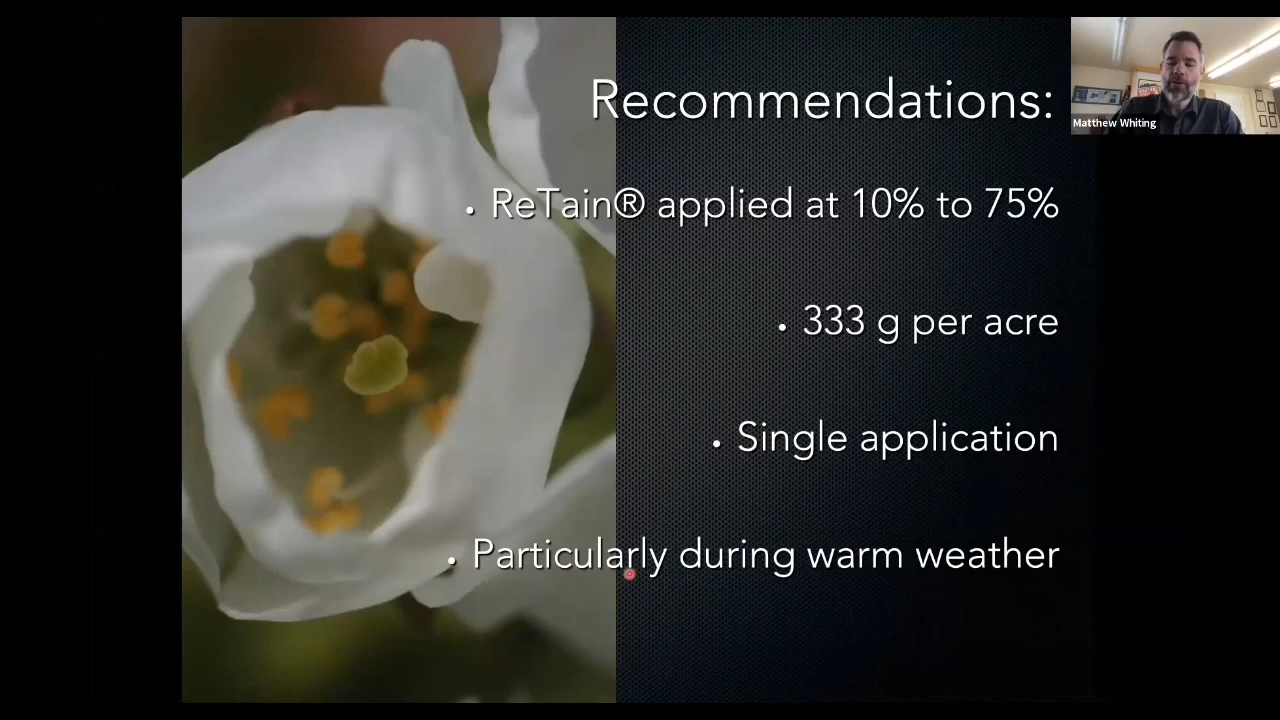 Recommendations:
• ReTain® applied at 10% to 75%
• 333 g per acre
• Single application
• Particularly during warm weather
Matthew Whiting